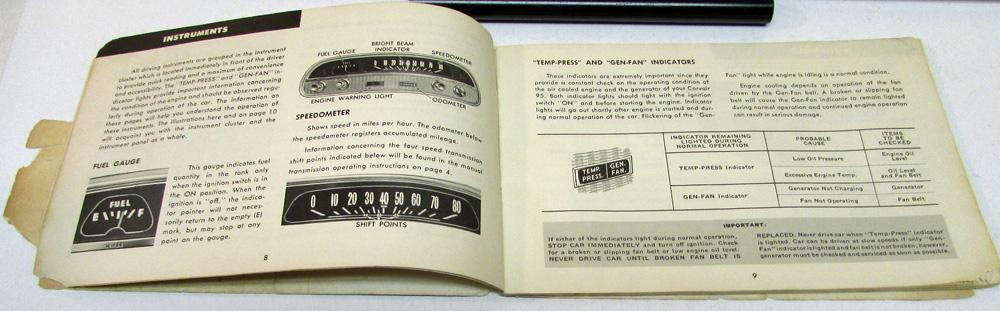 INSTRUMENTS
All driving instruments are grouped in the instrument
cluster which is located immediately in front of the driver
to provide quick reading and a maximum of convenience
and accessibility. The "TEMP-PRESS" and "GEN-FAN" in-
dicator lights provide important information concerning
the condition of the engine and should be observed regu-
larly during operation of the car. The information on
these pages will help you understand the operation of
these instruments. The illustrations here and on page 10
will acquaint you with the instrument cluster and the
instrument panel as a whole.
FUEL GAUGE
FUEL
E F
This gauge indicates fuel
quantity in the tank only
when the ignition switch is in
the ON position. When the
ignition is "off," the indica-
tor pointer will not neces-
sarily return to the empty (E)
mark, but may stop at any
point on the gauge.
FUEL GAUGE
BRIGHT BEAM
INDICATOR
SPEEDOMETER
ENGINE WARNING LIGHT
ODOMETER
SPEEDOMETER
Shows speed in miles per hour. The odometer below
the speedometer registers accumulated mileage.
Information concerning the four speed transmission
shift points indicated below will be found in the manual
transmission operating instructions on page 4.
0 10 20 30 40 50 60 70 80
SHIFT POINTS
8
"TEMP-PRESS" AND "GEN-FAN" INDICATORS
These indicators are extremely important since they
provide a constant check on the operating condition of
the air cooled engine and the generator of your Corvair
95. Both indicator lights should light with the ignition
switch "ON" and before starting the engine. Indicator
lights will go out shortly after engine is started and dur-
ing normal operation of the car. Flickering of the "Gen-
Fan" light while engine is idling is a normal condition.
Engine cooling depends on operation of the fan
driven by the Gen-Fan belt. A broken or slipping fan
belt will cause the Gen-Fan indicator to remain lighted
during normal operation and continued engine operation
can result in serious damage.
TEMP. PRESS.
GEN. FAN.
INDICATOR REMAINING
LIGHTED DURING
NORMAL OPERATION
PROBABLE
CAUSE
ITEMS
TO BE
CHECKED
TEMP-PRESS Indicator
Low Oil Pressure
Engine Oil
Level
Excessive Engine Temp.
Oil Level
and Fan Belt
GEN-FAN Indicator
Generator Not Charging
Generator
Fan Not Operating
Fan Belt
IMPORTANT:
If either of the indicators light during normal operation,
STOP CAR IMMEDIATELY and turn off ignition. Check
for a broken or slipping fan belt or low engine oil level.
NEVER DRIVE CAR UNTIL BROKEN FAN BELT IS
REPLACED. Never drive car when "Temp-Press" indicator
is lighted. Car can be driven at slow speeds if only "Gen-
Fan" indicator is lighted and fan belt is not broken, however,
generator must be checked and serviced as soon as possible.
9